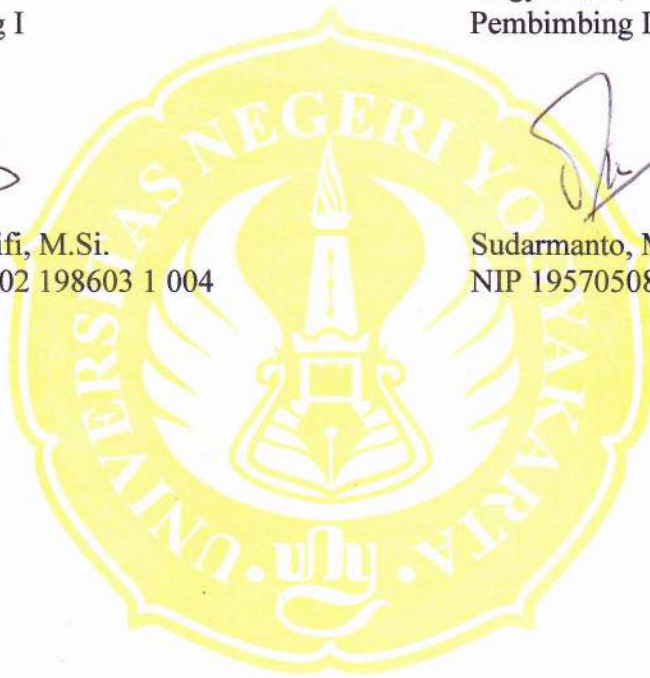 g I
Pembimbing I
ifi, M.Si.
02 198603 1 004
Sudarmanto, M
NIP 19570508
UNIVERSITAS NEGERI YOGYAKARTA
uny